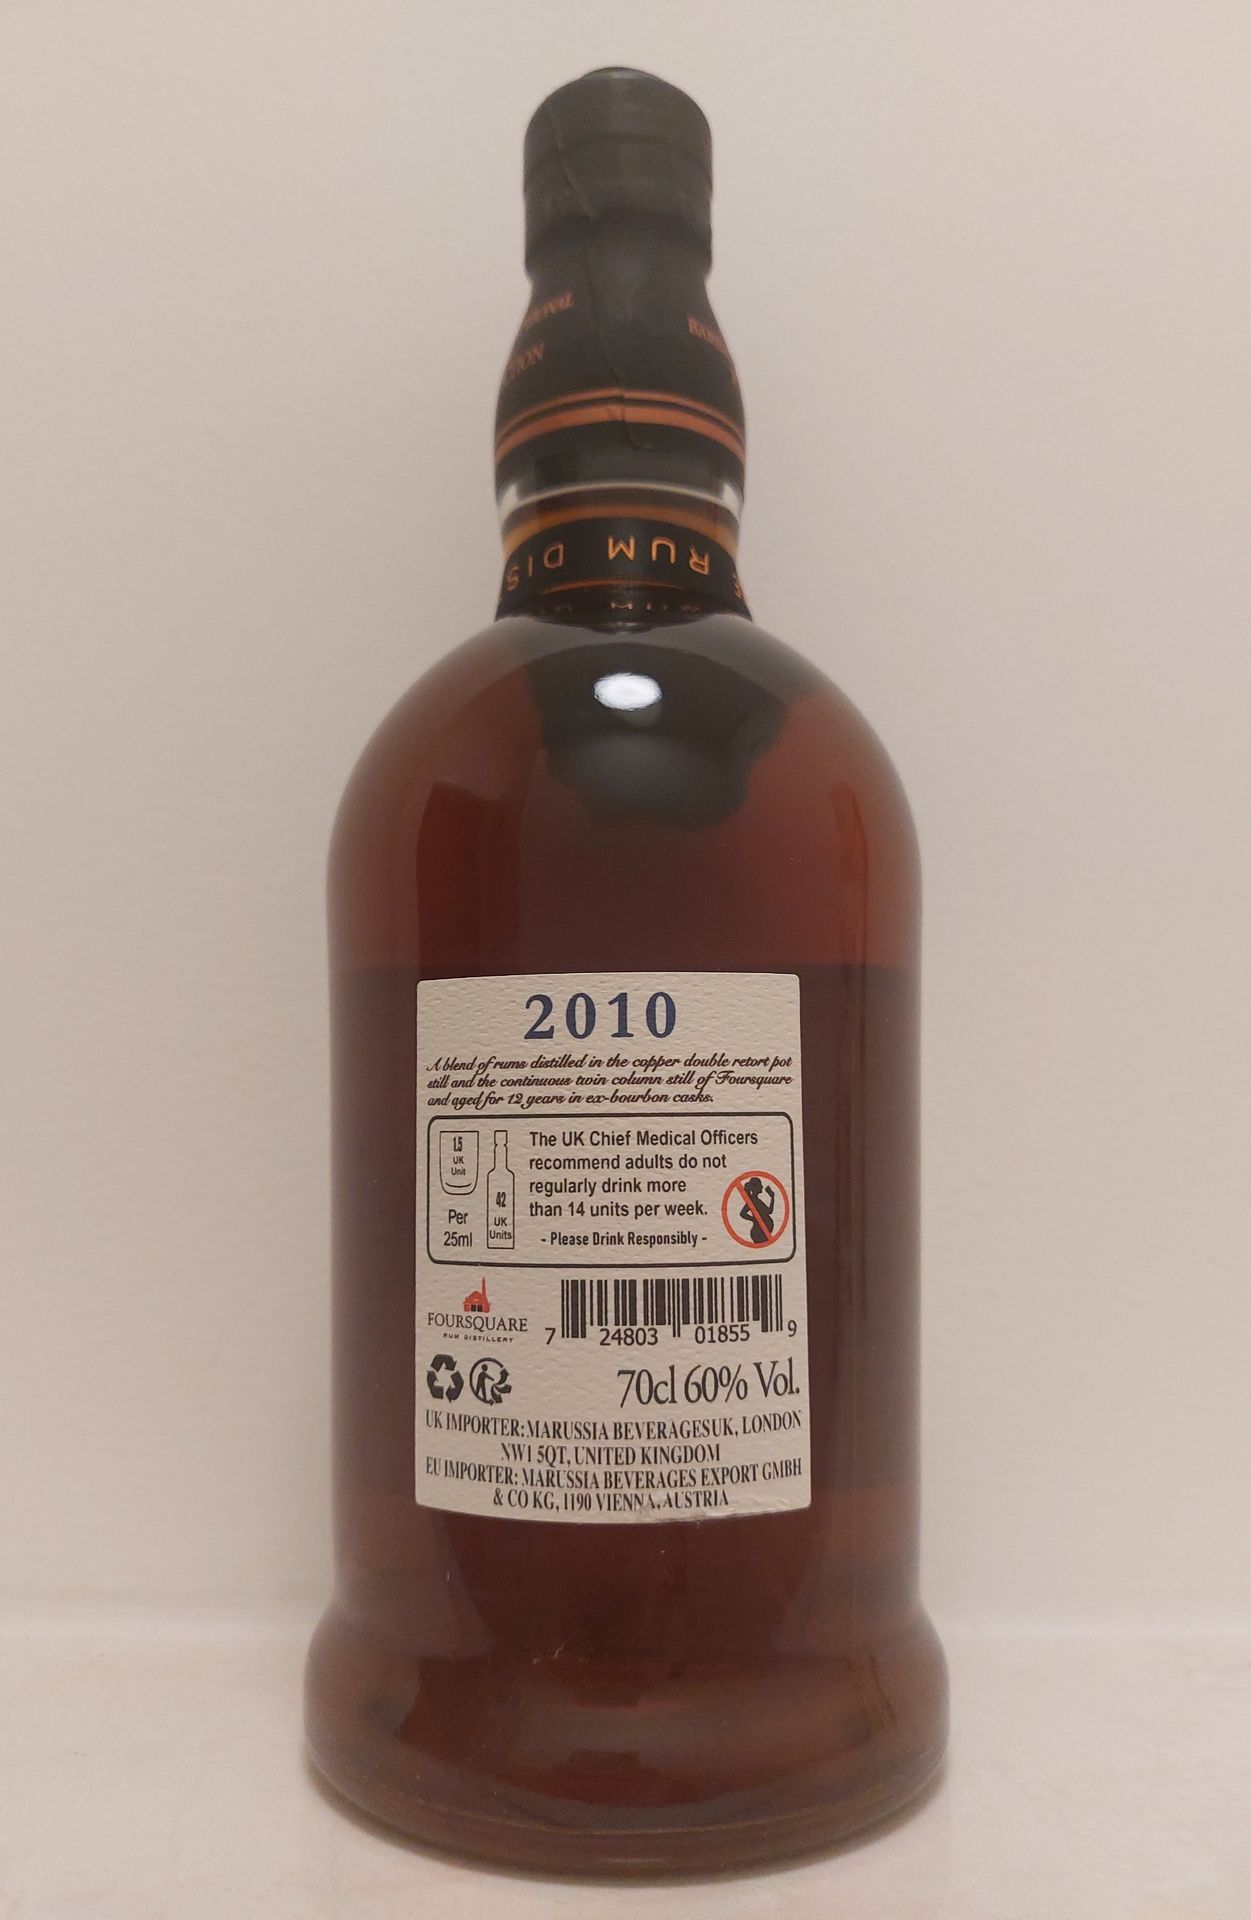 RUM DIS
2010
A blend of rums distilled in the copper double retort pot
still and the continuous twin column still of Foursquare
and aged for 12 years in ex-bourbon casks.
1.5
UK
Unit
Per
25ml
42
UK
Units
The UK Chief Medical Officers
recommend adults do not
regularly drink more
than 14 units per week.
- Please Drink Responsibly -
FOURSQUARE
RUM DISTILLERY
7 24803 01855 9
70cl 60% Vol.
UK IMPORTER: MARUSSIA BEVERAGESUK, LONDON
NW1 5QT, UNITED KINGDOM
EU IMPORTER: MARUSSIA BEVERAGES EXPORT GMBH
& CO KG, 1190 VIENNA, AUSTRIA